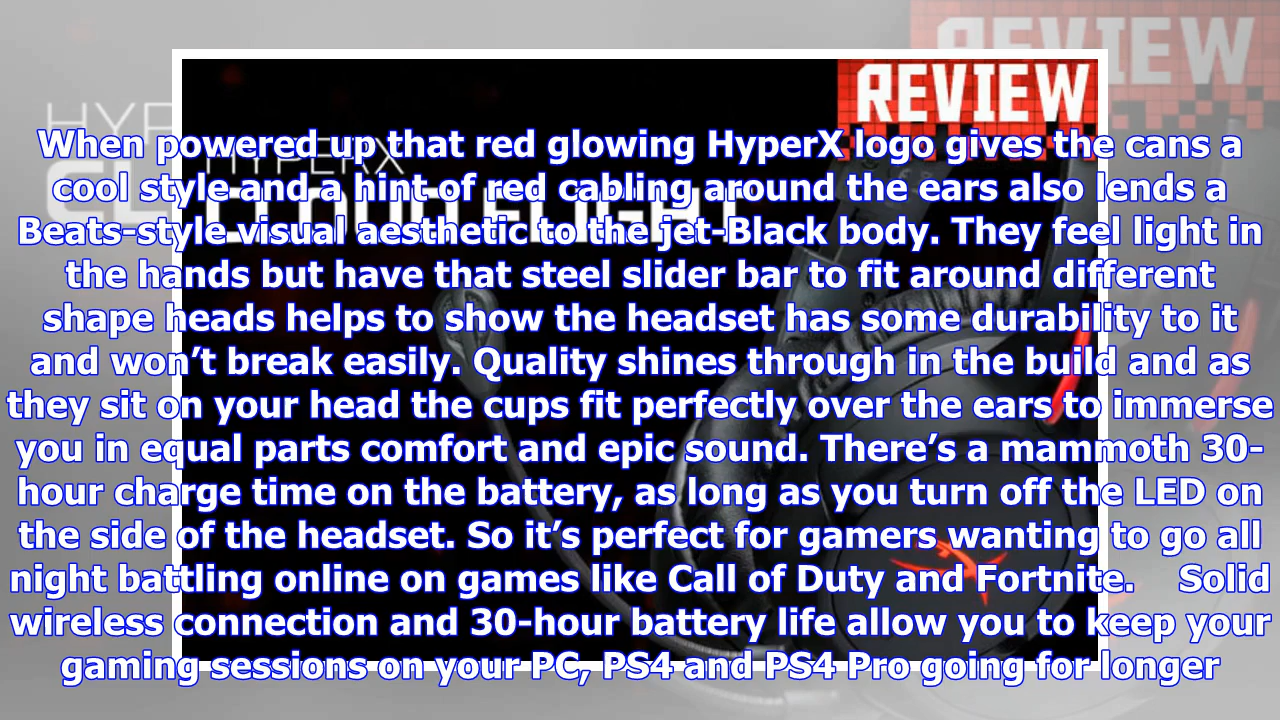 REVIEW
REVIEW
HYPERX
CLOUD FLIGHT
When powered up that red glowing HyperX logo gives the cans a
cool style and a hint of red cabling around the ears also lends a
Beats-style visual aesthetic to the jet-Black body. They feel light in
the hands but have that steel slider bar to fit around different
shape heads helps to show the headset has some durability to it
and won’t break easily. Quality shines through in the build and as
they sit on your head the cups fit perfectly over the ears to immerse
you in equal parts comfort and epic sound. There’s a mammoth 30-
hour charge time on the battery, as long as you turn off the LED on
the side of the headset. So it’s perfect for gamers wanting to go all
night battling online on games like Call of Duty and Fortnite. Solid
wireless connection and 30-hour battery life allow you to keep your
gaming sessions on your PC, PS4 and PS4 Pro going for longer